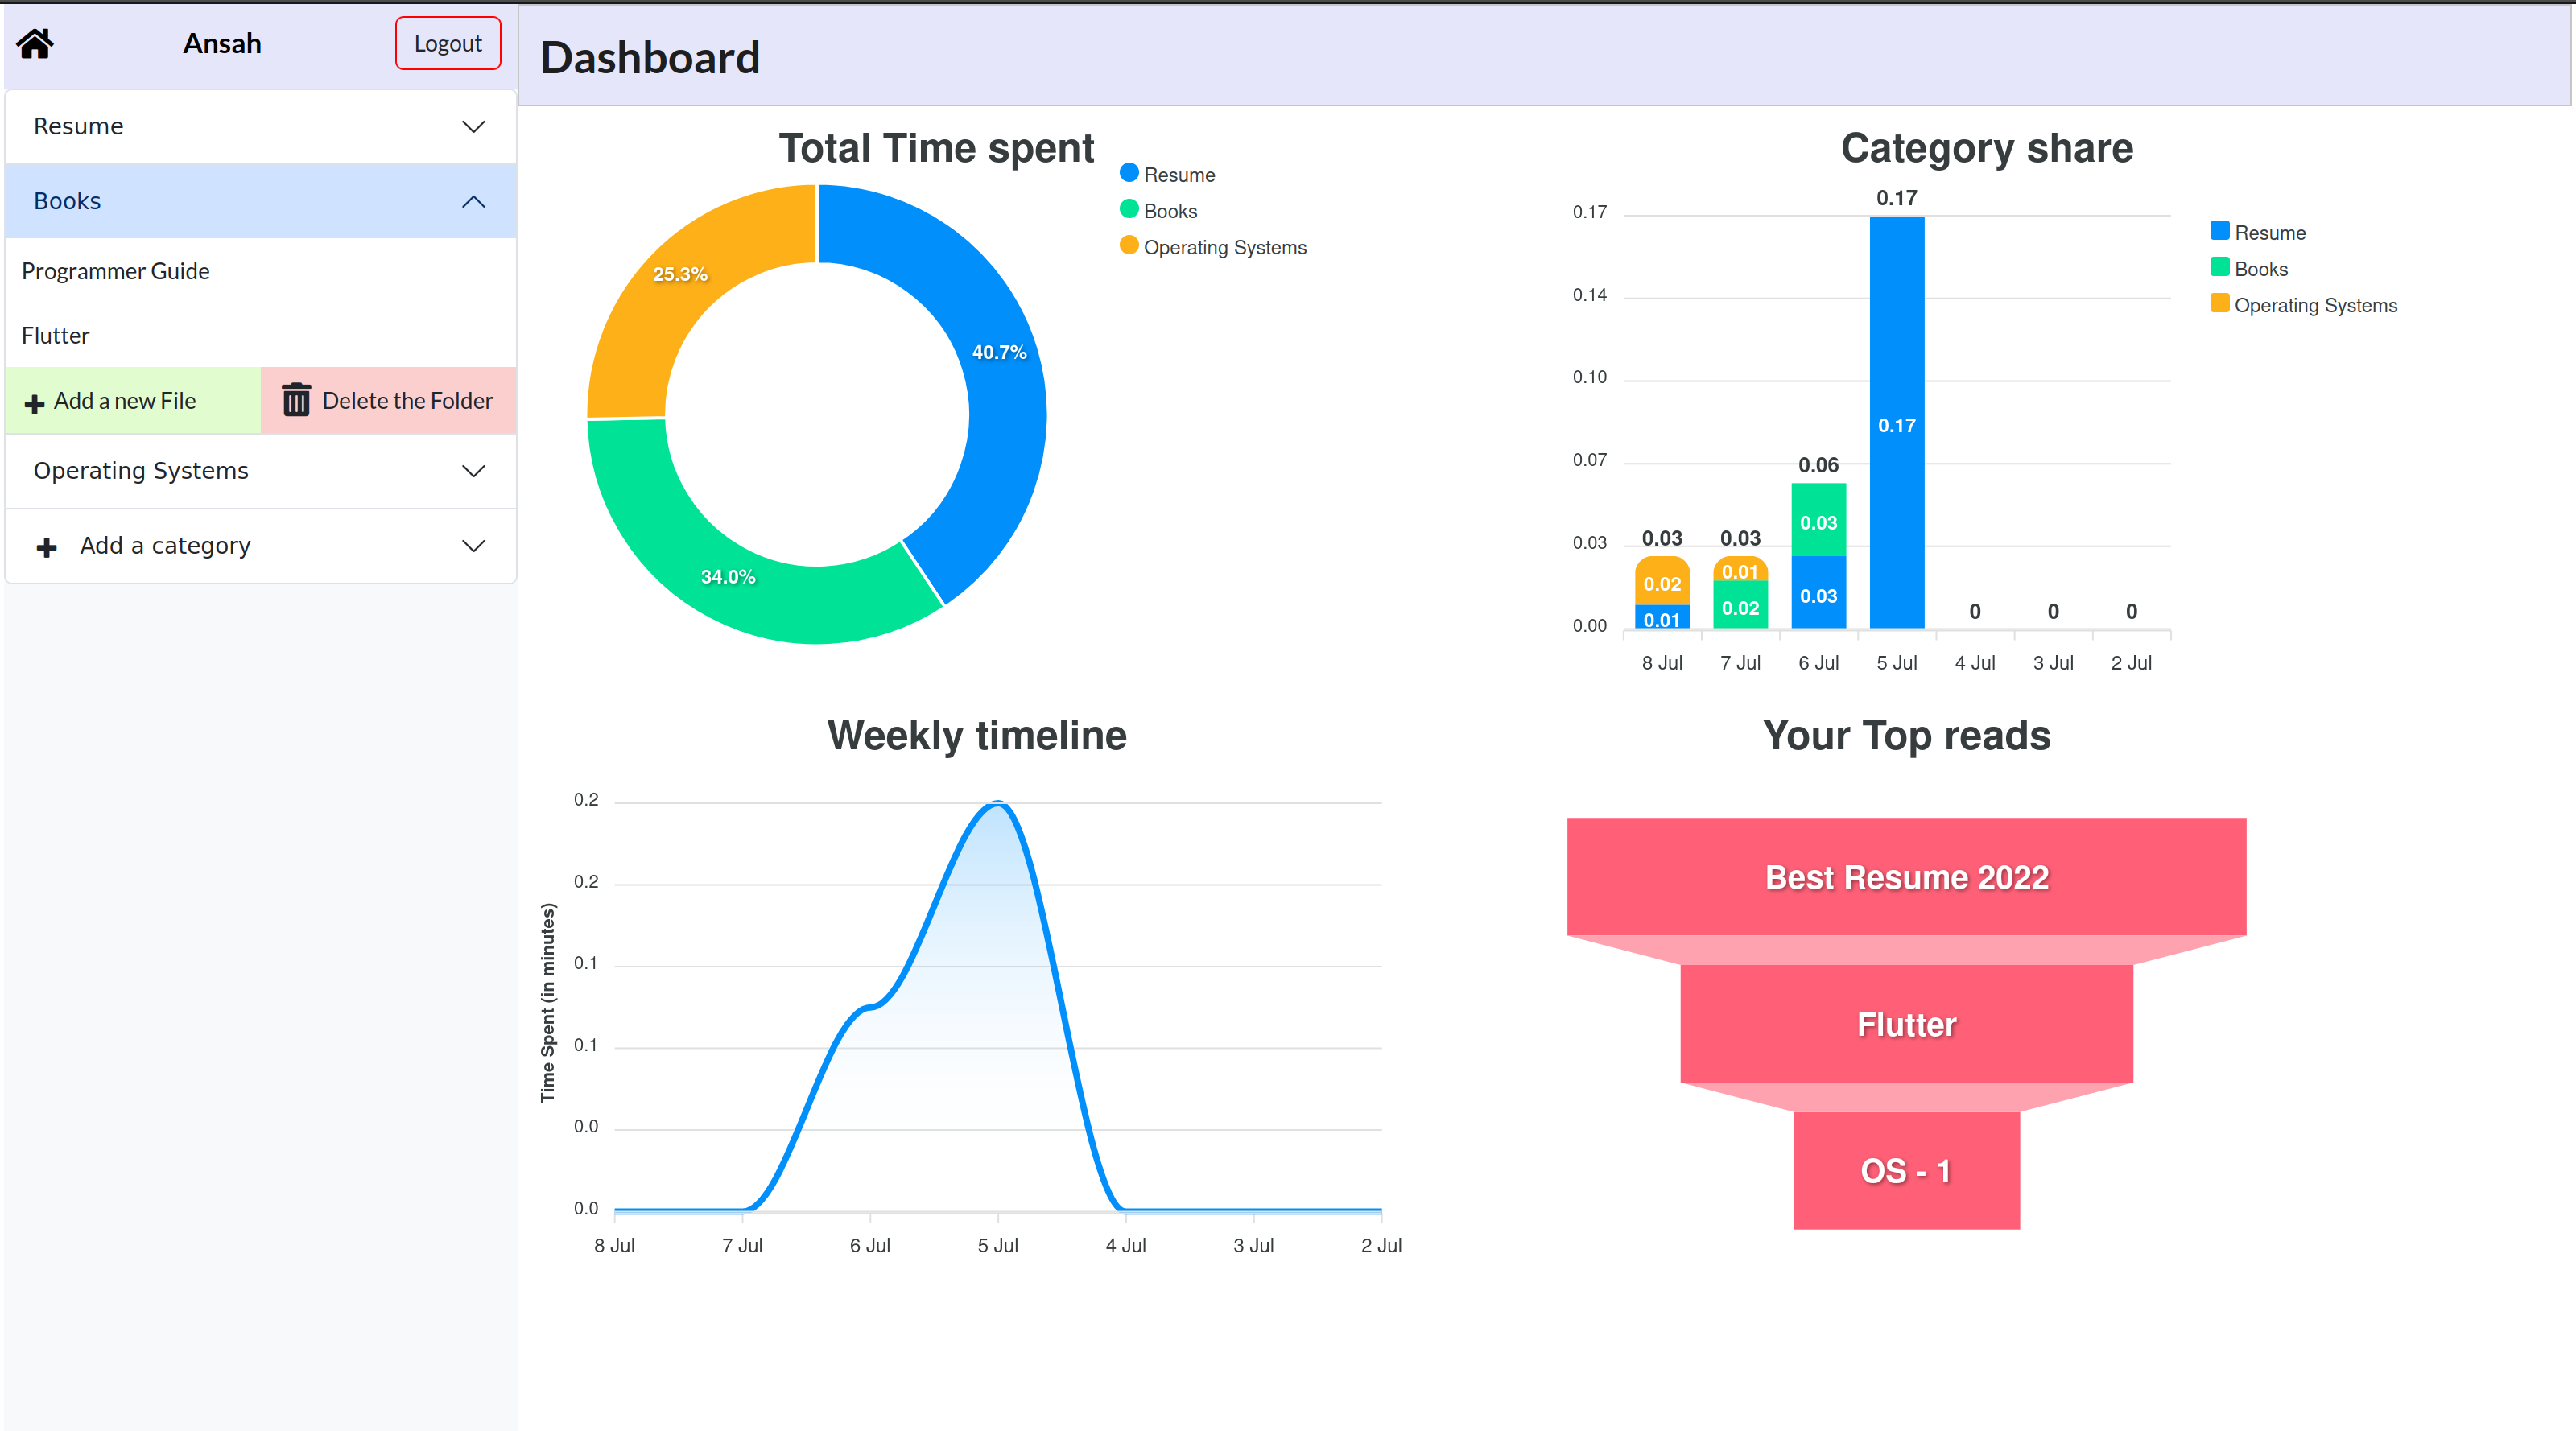 Ansah
Logout
Resume
Books
Programmer Guide
Flutter
Add a new File
Delete the Folder
Operating Systems
Add a category
Dashboard
Total Time spent
Resume
Books
Operating Systems
25.3%
40.7%
34.0%
Category share
0.17
0.14
0.10
0.07
0.03
0.00
0.17
0.17
0.06
0.03
0.03
0.03
0.02
0.01
0.03
0.01
0.02
0
0
0
8 Jul
7 Jul
6 Jul
5 Jul
4 Jul
3 Jul
2 Jul
Resume
Books
Operating Systems
Weekly timeline
Time Spent (in minutes)
0.2
0.2
0.1
0.1
0.0
0.0
8 Jul
7 Jul
6 Jul
5 Jul
4 Jul
3 Jul
2 Jul
Your Top reads
Best Resume 2022
Flutter
OS - 1